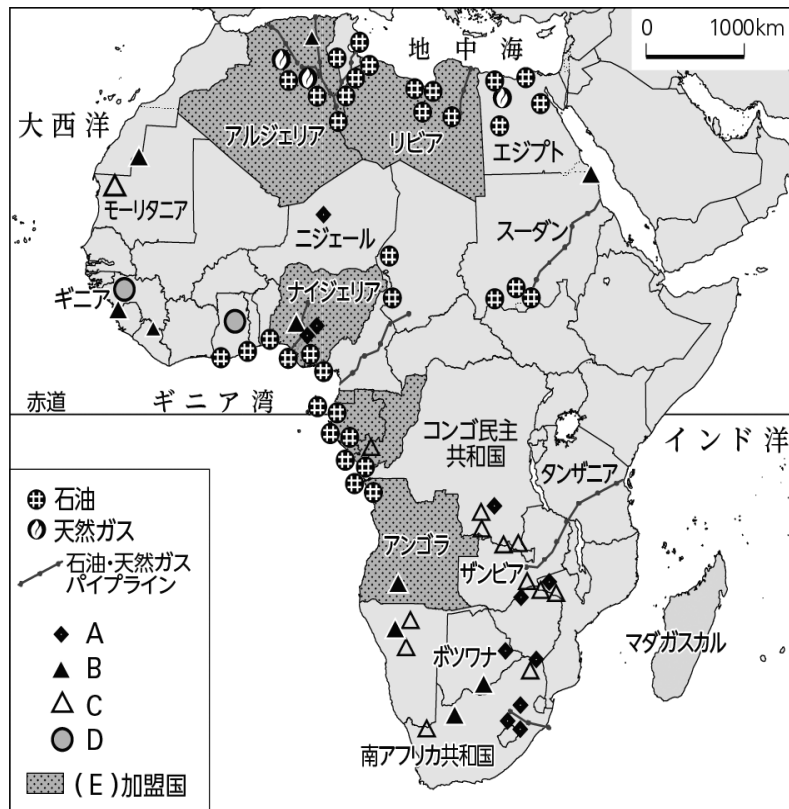 0 1000km
地中海
大西洋
アルジェリア
リビア
エジプト
モーリタニア
ニジェール
スーダン
ギニア
ナイジェリア
赤道
ギニア湾
コンゴ民主
共和国
インド洋
タンザニア
アンゴラ
ザンビア
マダガスカル
ボツワナ
南アフリカ共和国
石油
天然ガス
石油・天然ガス
パイプライン
A
B
C
D
(E)加盟国